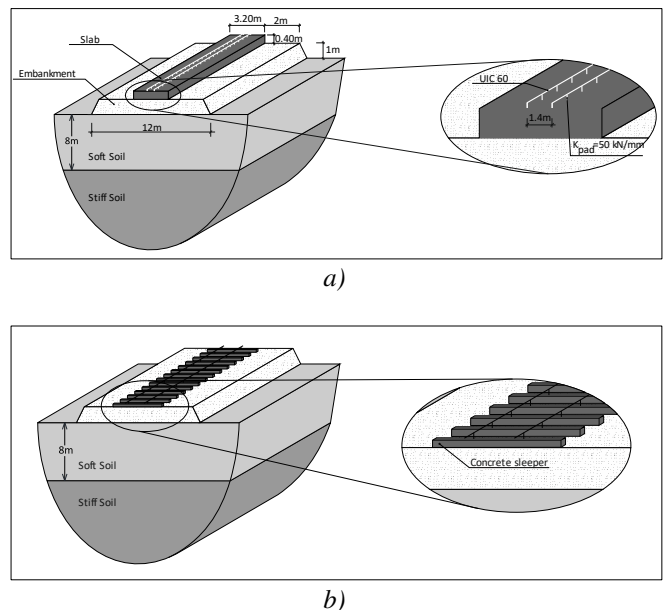 3.20m
2m
0.40m
1m
Slab
Embankment
8m
12m
Soft Soil
Stiff Soil
UIC 60
1.4m
K
pad
=50 kN/mm
a)
8m
Soft Soil
Stiff Soil
Concrete sleeper
b)